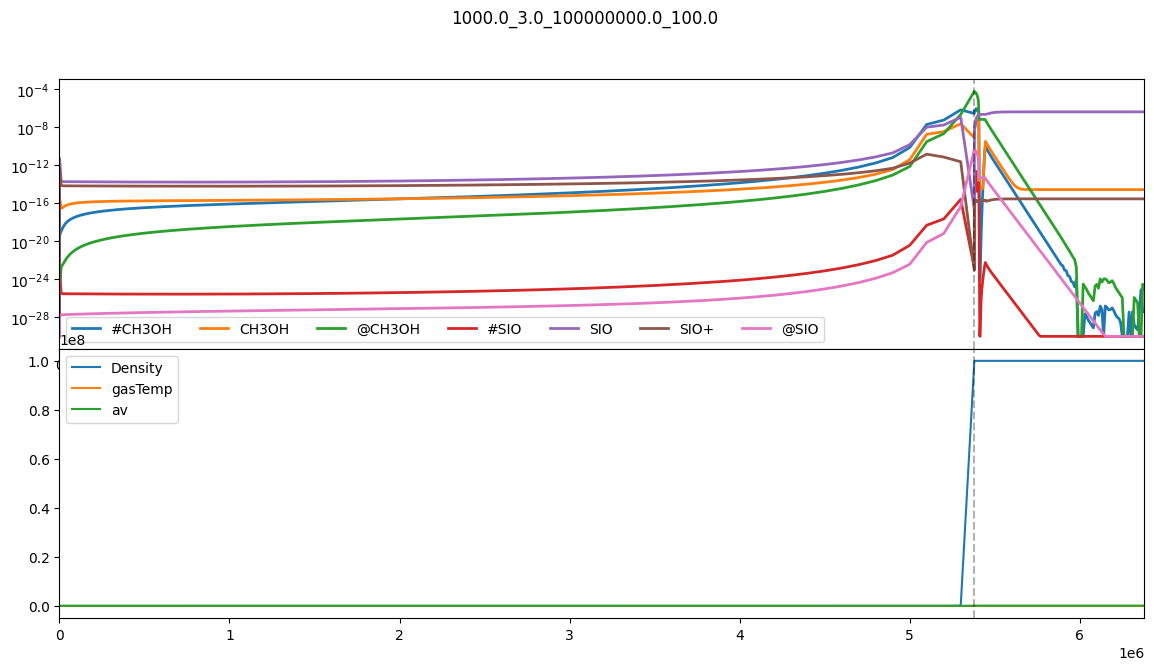 1000.0_3.0_100000000.0_100.0
10⁻⁴
10⁻⁸
10⁻¹²
10⁻¹⁶
10⁻²⁰
10⁻²⁴
10⁻²⁸
#CH3OH CH3OH @CH3OH #SIO SIO SIO+ @SIO
1e8
1.0
0.8
0.6
0.4
0.2
0.0
Density
gasTemp
av
0 1 2 3 4 5 6
1e6